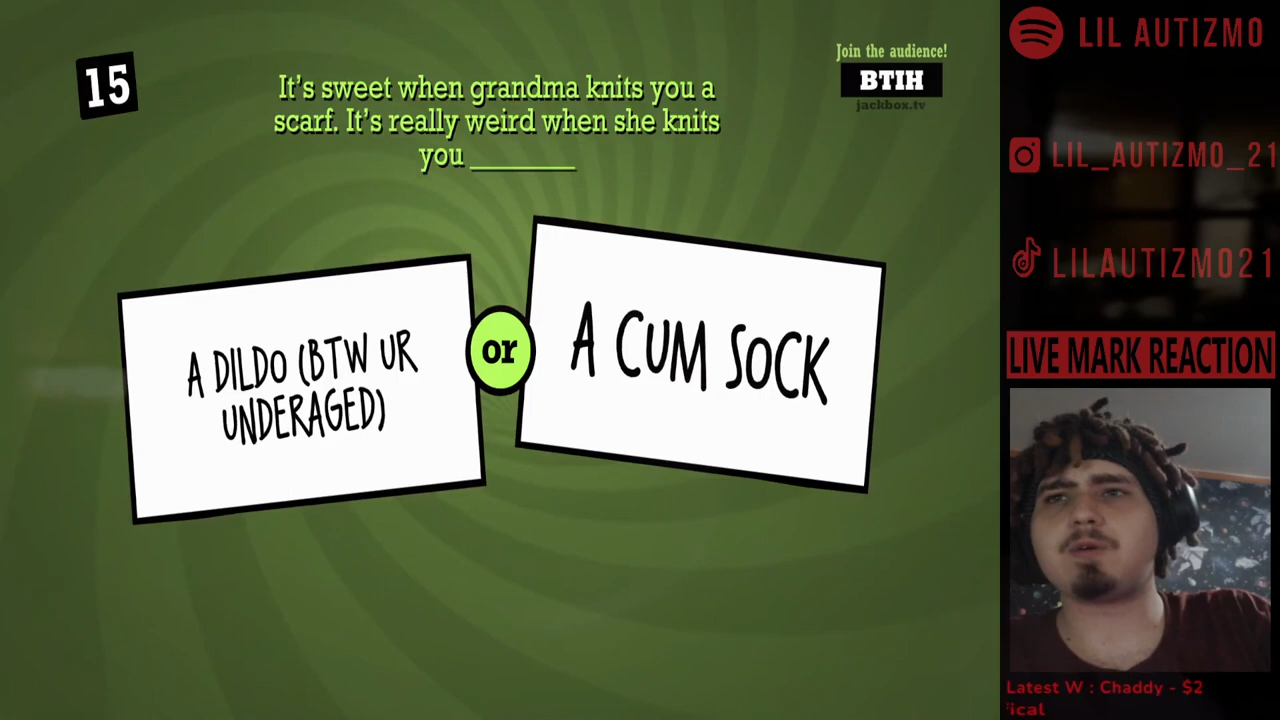 15
It's sweet when grandma knits you a
scarf. It's really weird when she knits
you ________
Join the audience!
BTIH
jackbox.tv
A DILDO (BTW UR
UNDERAGED)
or
A CUM SOCK
LIL AUTIZMO
LIL_AUTIZMO_21
LILAUTIZMO21
LIVE MARK REACTION
Latest W : Chaddy - $2
ical